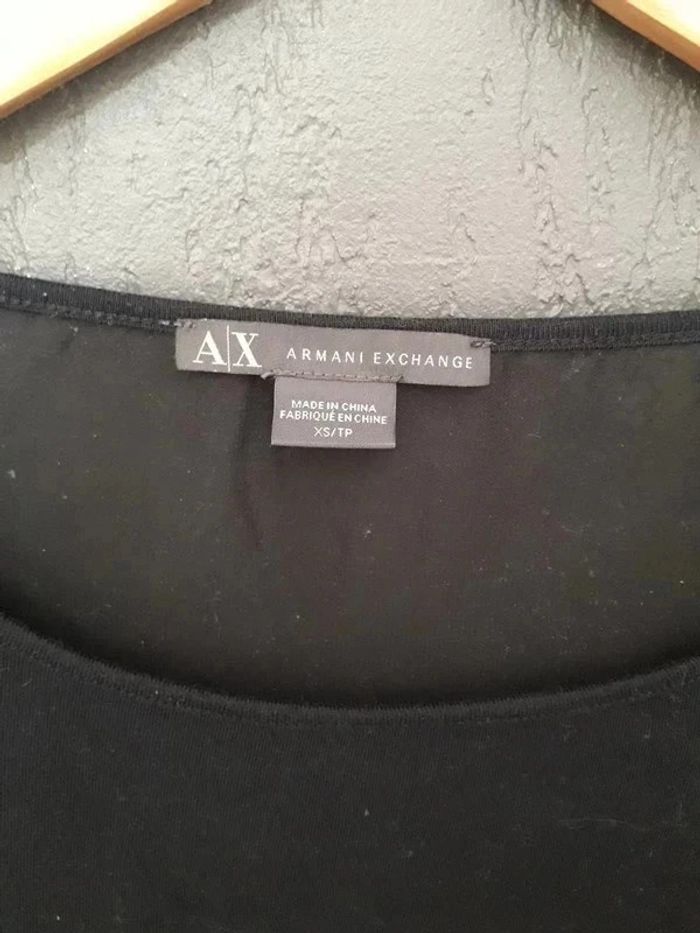 A|X ARMANI EXCHANGE
MADE IN CHINA
FABRIQUÉ EN CHINE
XS/TP